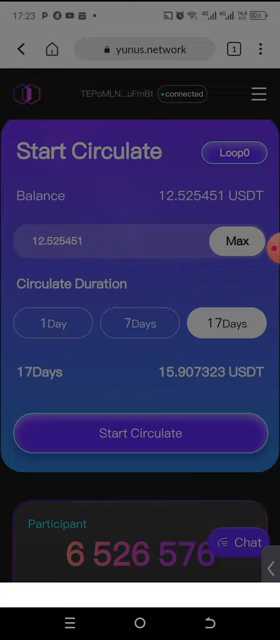 17:23
yunus.network
1
TEPoMLN...uFmBt connected
Start Circulate
Loop0
Balance 12.525451 USDT
12.525451 Max
Circulate Duration
1Day 7Days 17Days
17Days 15.907323 USDT
Start Circulate
Participant
6 526 576
Chat